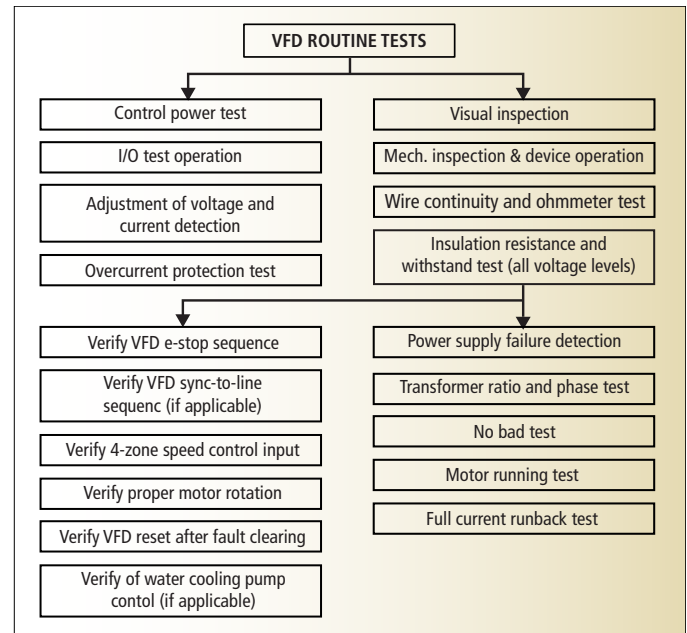 VFD ROUTINE TESTS
Control power test
I/O test operation
Adjustment of voltage and
current detection
Overcurrent protection test
Visual inspection
Mech. inspection & device operation
Wire continuity and ohmmeter test
Insulation resistance and
withstand test (all voltage levels)
Verify VFD e-stop sequence
Verify VFD sync-to-line
sequenc (if applicable)
Verify 4-zone speed control input
Verify proper motor rotation
Verify VFD reset after fault clearing
Verify of water cooling pump
contol (if applicable)
Power supply failure detection
Transformer ratio and phase test
No bad test
Motor running test
Full current runback test